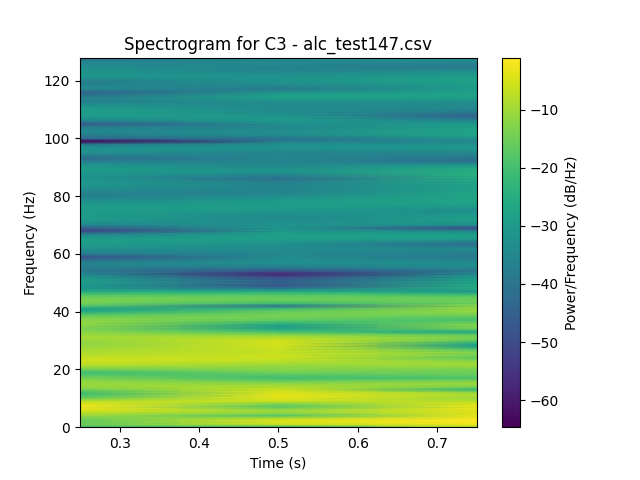 Spectrogram for C3 - alc_test147.csv
120
100
80
60
40
20
0
Frequency (Hz)
0.3 0.4 0.5 0.6 0.7
Time (s)
−10
−20
−30
−40
−50
−60
Power/Frequency (dB/Hz)